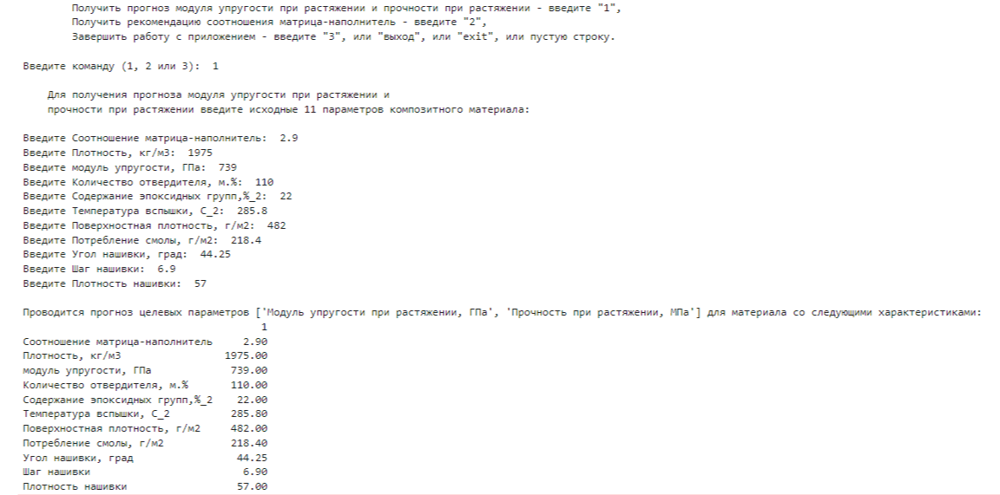 Получить прогноз модуля упругости при растяжении и прочности при растяжении - введите "1",
Получить рекомендацию соотношения матрица-наполнитель - введите "2",
Завершить работу с приложением - введите "3", или "выход", или "exit", или пустую строку.
Введите команду (1, 2 или 3):  1
Для получения прогноза модуля упругости при растяжении и
прочности при растяжении введите исходные 11 параметров композитного материала:
Введите Соотношение матрица-наполнитель:  2.9
Введите Плотность, кг/м3:  1975
Введите модуль упругости, ГПа:  739
Введите Количество отвердителя, м.%:  110
Введите Содержание эпоксидных групп,%_2:  22
Введите Температура вспышки, С_2:  285.8
Введите Поверхностная плотность, г/м2:  482
Введите Потребление смолы, г/м2:  218.4
Введите Угол нашивки, град:  44.25
Введите Шаг нашивки:  6.9
Введите Плотность нашивки:  57
Проводится прогноз целевых параметров ['Модуль упругости при растяжении, ГПа', 'Прочность при растяжении, МПа'] для материала со следующими характеристиками:
1
Соотношение матрица-наполнитель 2.90
Плотность, кг/м3 1975.00
модуль упругости, ГПа 739.00
Количество отвердителя, м.% 110.00
Содержание эпоксидных групп,%_2 22.00
Температура вспышки, С_2 285.80
Поверхностная плотность, г/м2 482.00
Потребление смолы, г/м2 218.40
Угол нашивки, град 44.25
Шаг нашивки 6.90
Плотность нашивки 57.00